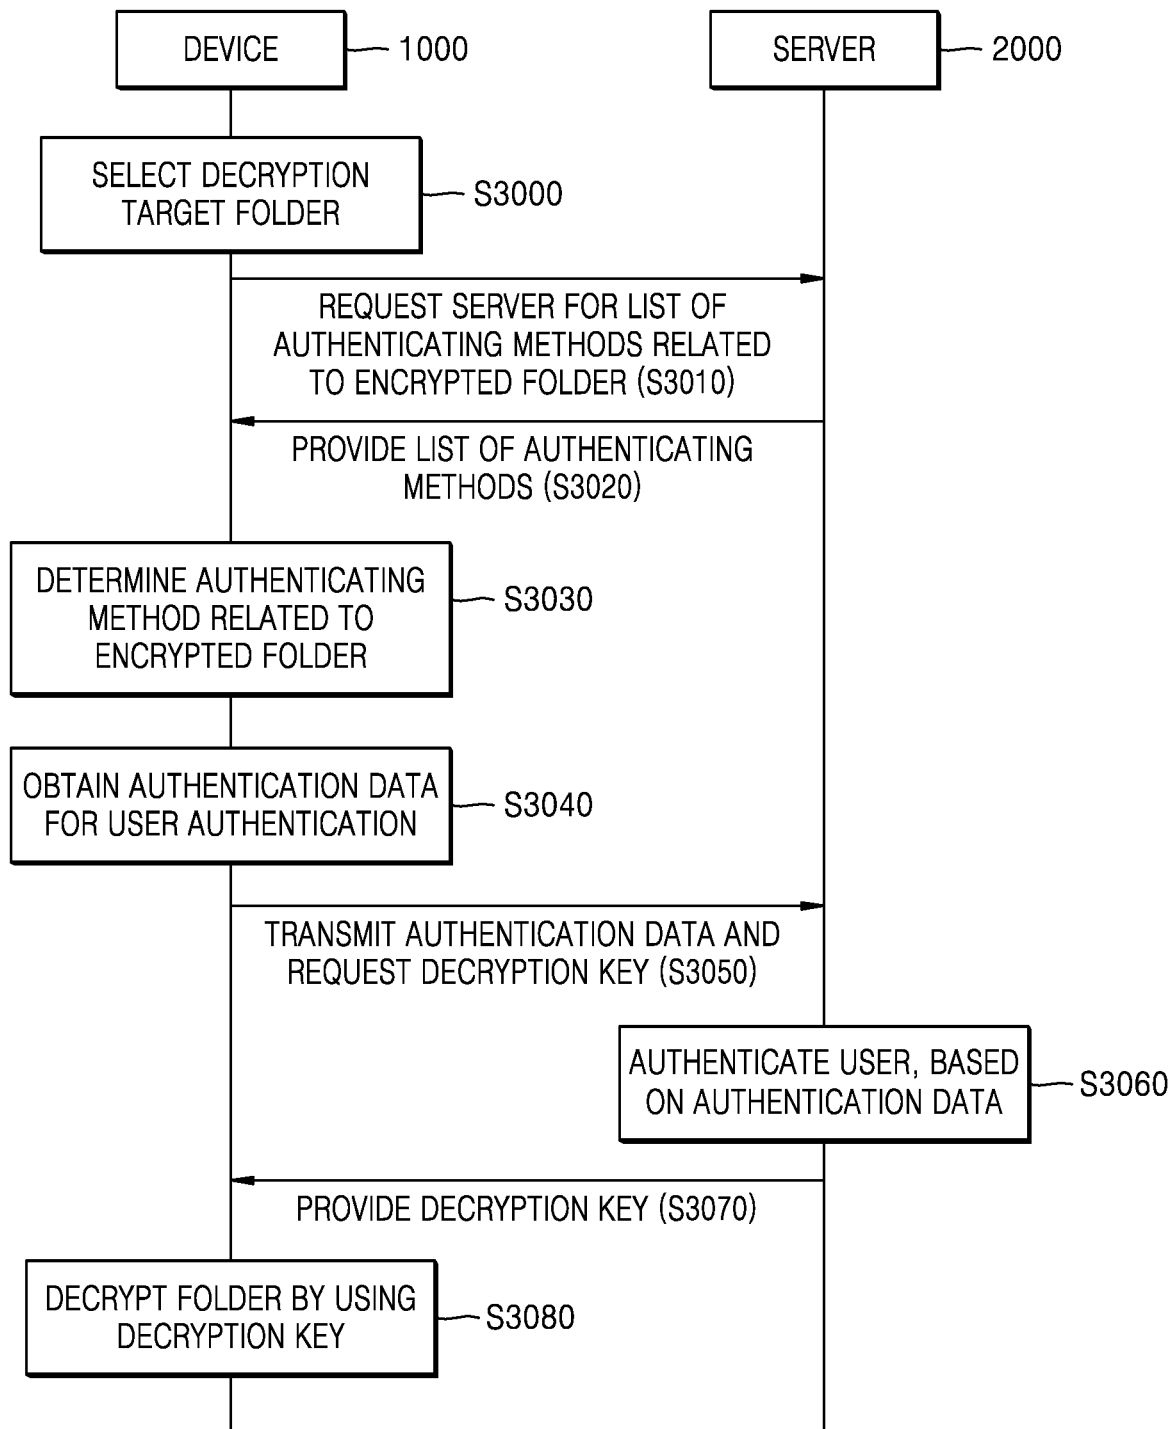 DEVICE
1000
SERVER
2000
SELECT DECRYPTION
TARGET FOLDER
S3000
REQUEST SERVER FOR LIST OF
AUTHENTICATING METHODS RELATED
TO ENCRYPTED FOLDER (S3010)
PROVIDE LIST OF AUTHENTICATING
METHODS (S3020)
DETERMINE AUTHENTICATING
METHOD RELATED TO
ENCRYPTED FOLDER
S3030
OBTAIN AUTHENTICATION DATA
FOR USER AUTHENTICATION
S3040
TRANSMIT AUTHENTICATION DATA AND
REQUEST DECRYPTION KEY (S3050)
AUTHENTICATE USER, BASED
ON AUTHENTICATION DATA
S3060
PROVIDE DECRYPTION KEY (S3070)
DECRYPT FOLDER BY USING
DECRYPTION KEY
S3080